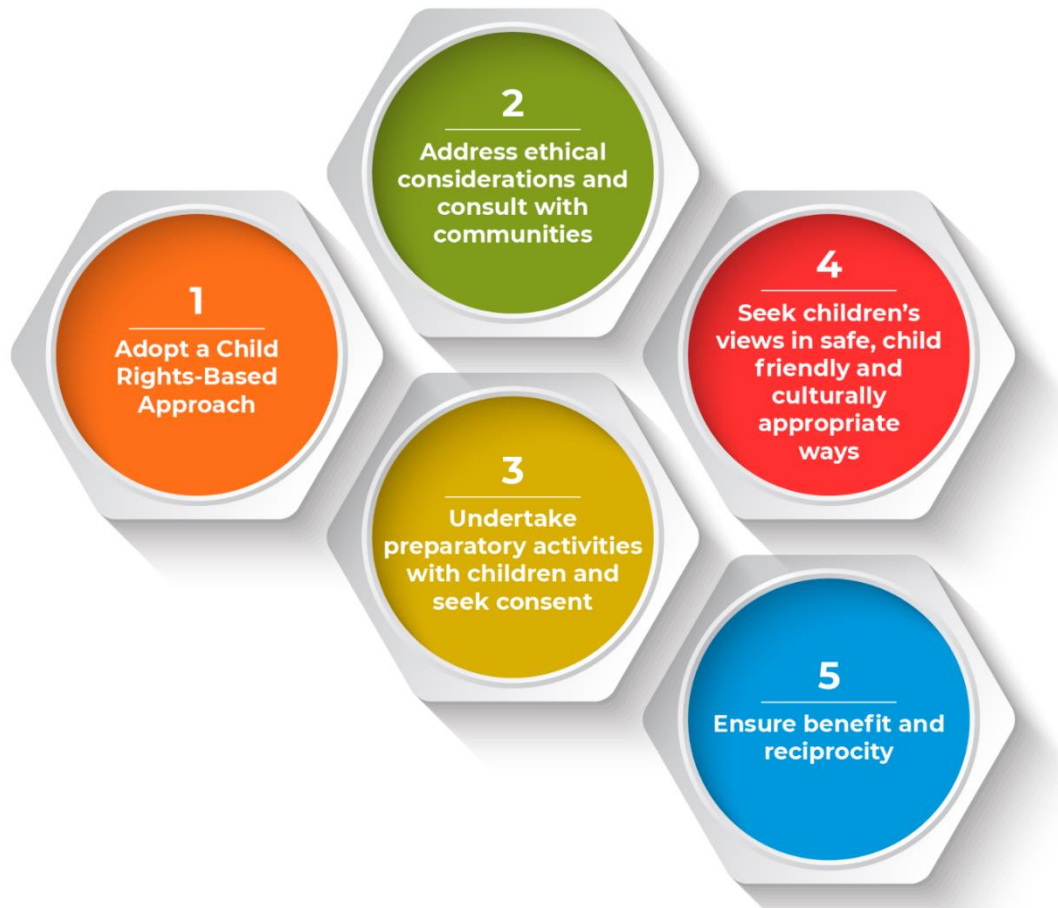 1
Adopt a Child
Rights-Based
Approach
2
Address ethical
considerations and
consult with
communities
3
Undertake
preparatory activities
with children and
seek consent
4
Seek children’s
views in safe, child
friendly and
culturally
appropriate
ways
5
Ensure benefit and
reciprocity